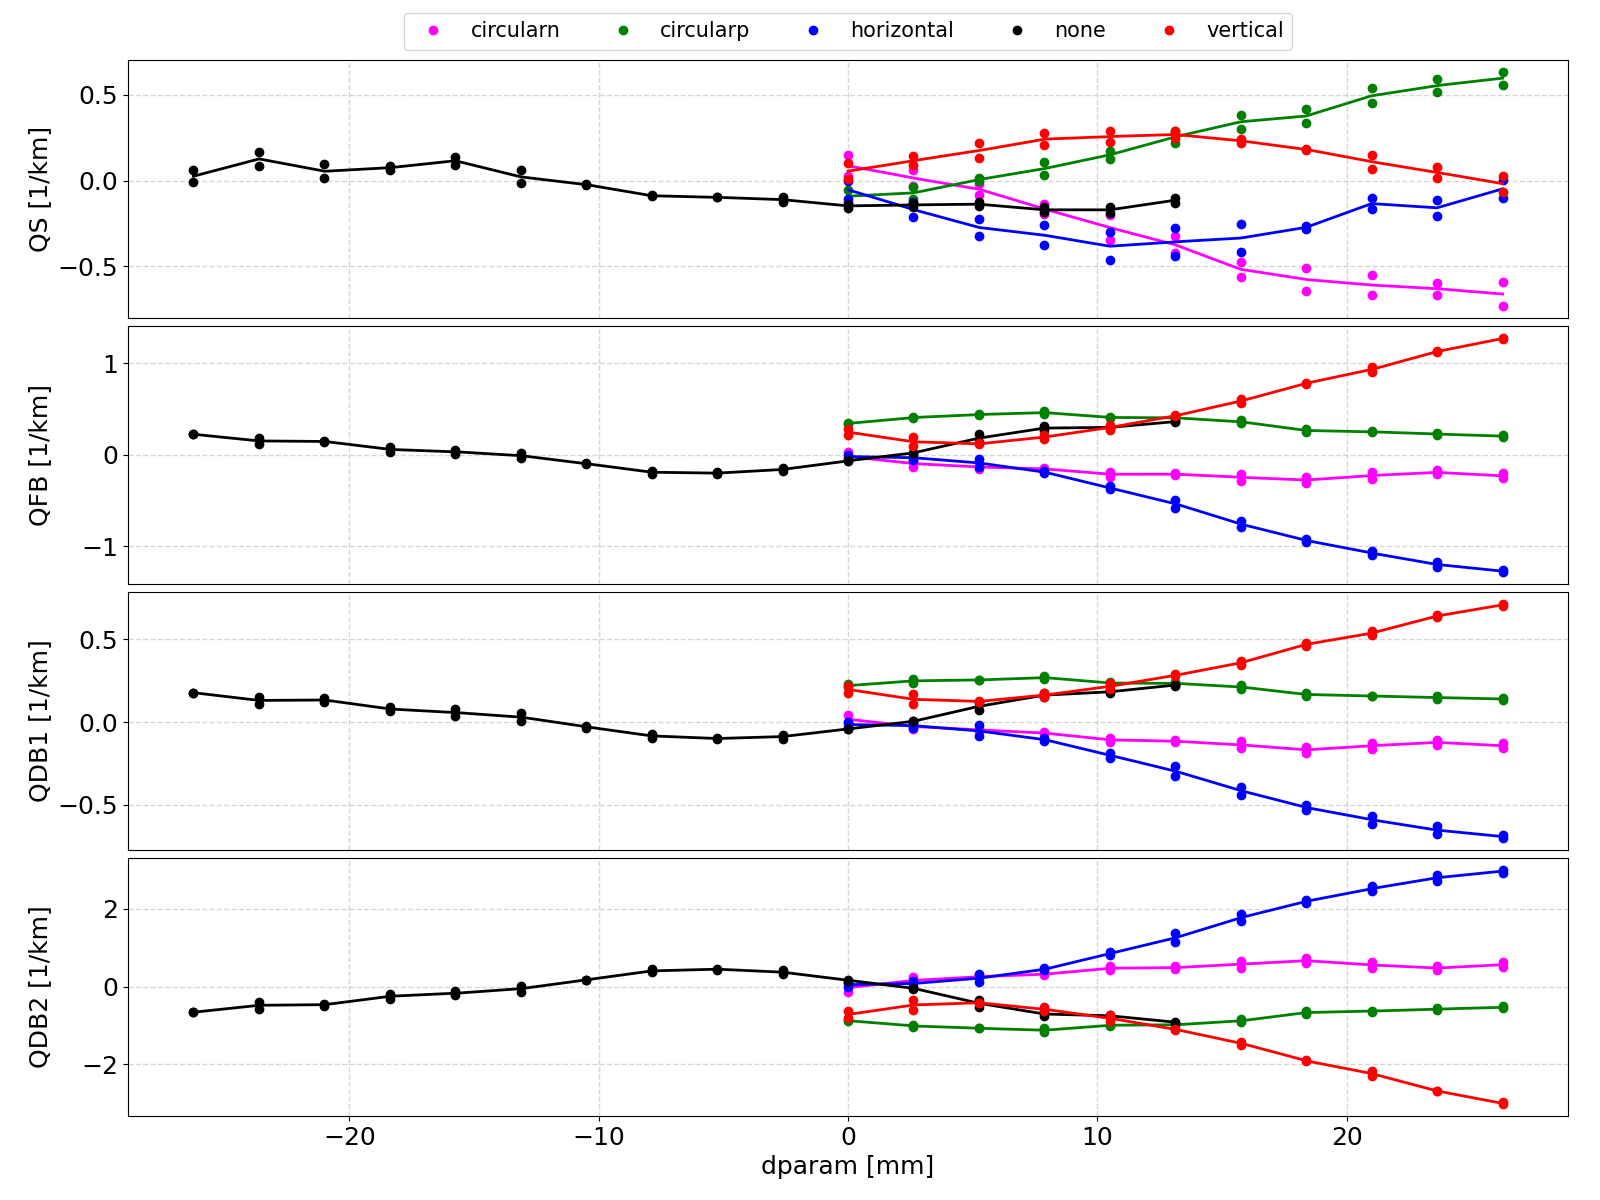 circularn circularp horizontal none vertical
QS [1/km]
0.5
0.0
−0.5
QFB [1/km]
1
0
−1
QDB1 [1/km]
0.5
0.0
−0.5
QDB2 [1/km]
2
0
−2
−20 −10 0 10 20
dparam [mm]